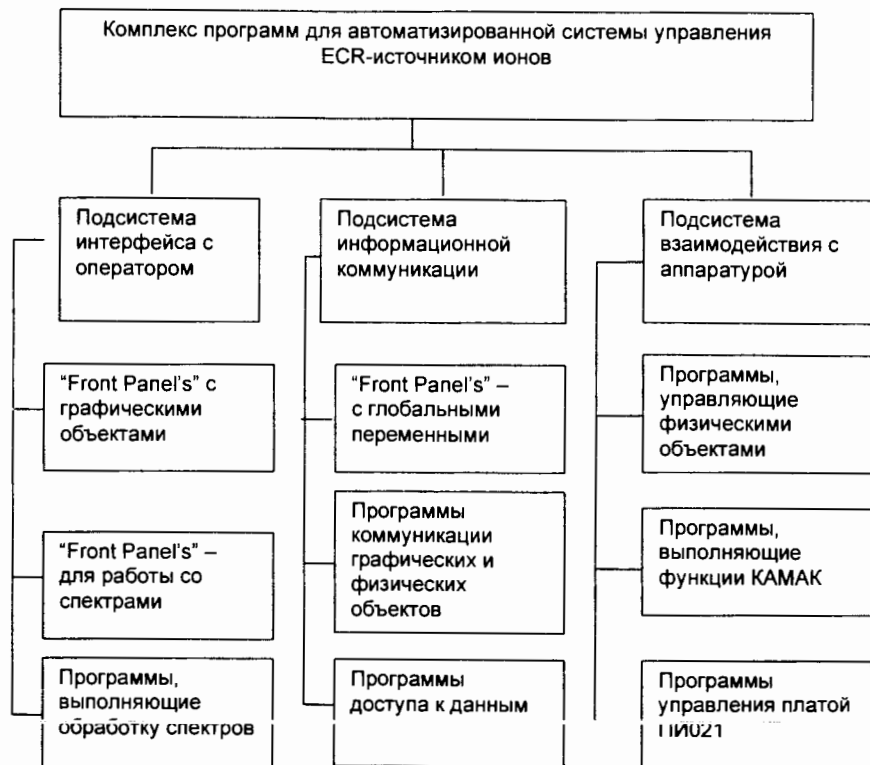 Комплекс программ для автоматизированной системы управления
ECR-источником ионов
Подсистема
интерфейса с
оператором
Подсистема
информационной
коммуникации
Подсистема
взаимодействия с
аппаратурой
"Front Panel's" с
графическими
объектами
"Front Panel's" –
с глобальными
переменными
Программы,
управляющие
физическими
объектами
"Front Panel's" –
для работы со
спектрами
Программы
коммуникации
графических и
физических
объектов
Программы,
выполняющие
функции КАМАК
Программы,
выполняющие
обработку спектров
Программы
доступа к данным
Программы
управления платой
ПИ021